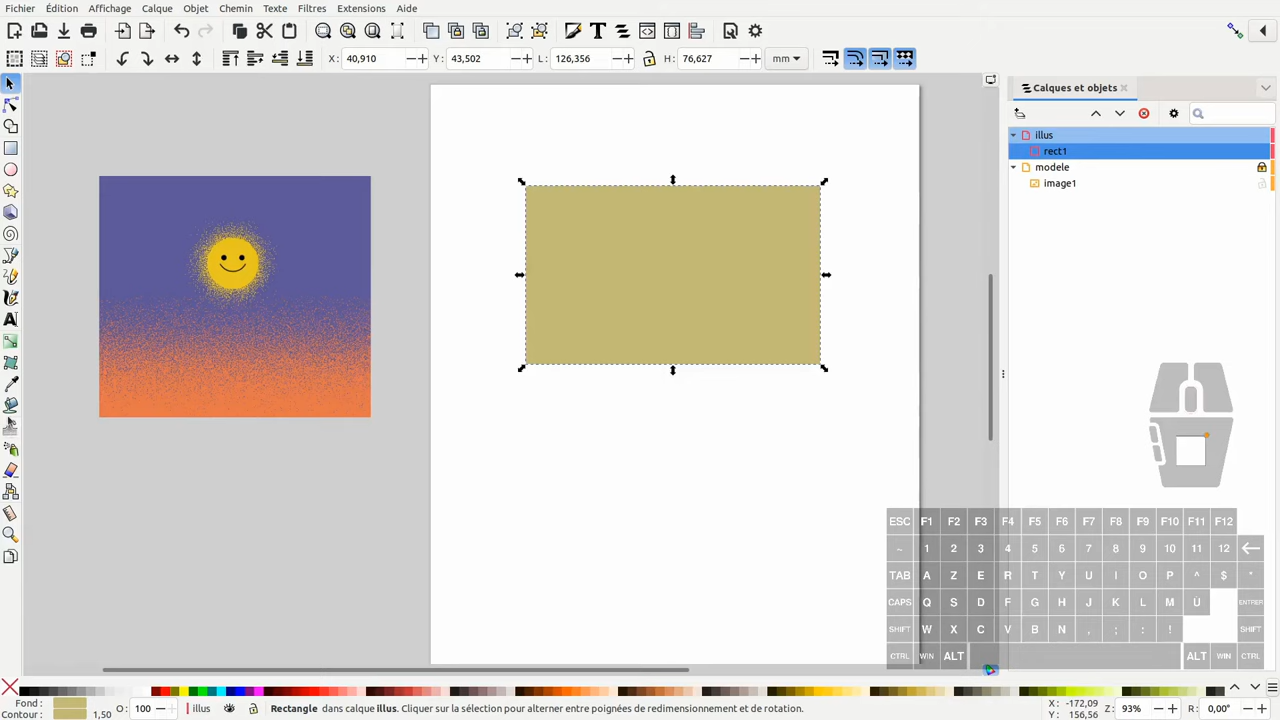 Fichier Édition Affichage Calque Objet Chemin Texte Filtres Extensions Aide
X: 40,910 Y: 43,502 L: 126,356 H: 76,627 mm
Calques et objets
illus
rect1
modele
image1
ESC F1 F2 F3 F4 F5 F6 F7 F8 F9 F10 F11 F12
~ 1 2 3 4 5 6 7 8 9 10 11 12
TAB A Z E R T Y U I O P ^ $ *
CAPS Q S D F G H J K L M Ü ENTRER
SHIFT W X C V B N , ; : ! SHIFT
CTRL WIN ALT ALT WIN CTRL
Fond :
Contour : 1,50
O: 100
illus
Rectangle dans calque illus. Cliquer sur la sélection pour alterner entre poignées de redimensionnement et de rotation.
X: -172,09
Y: 156,56
Z: 93% R: 0,00°